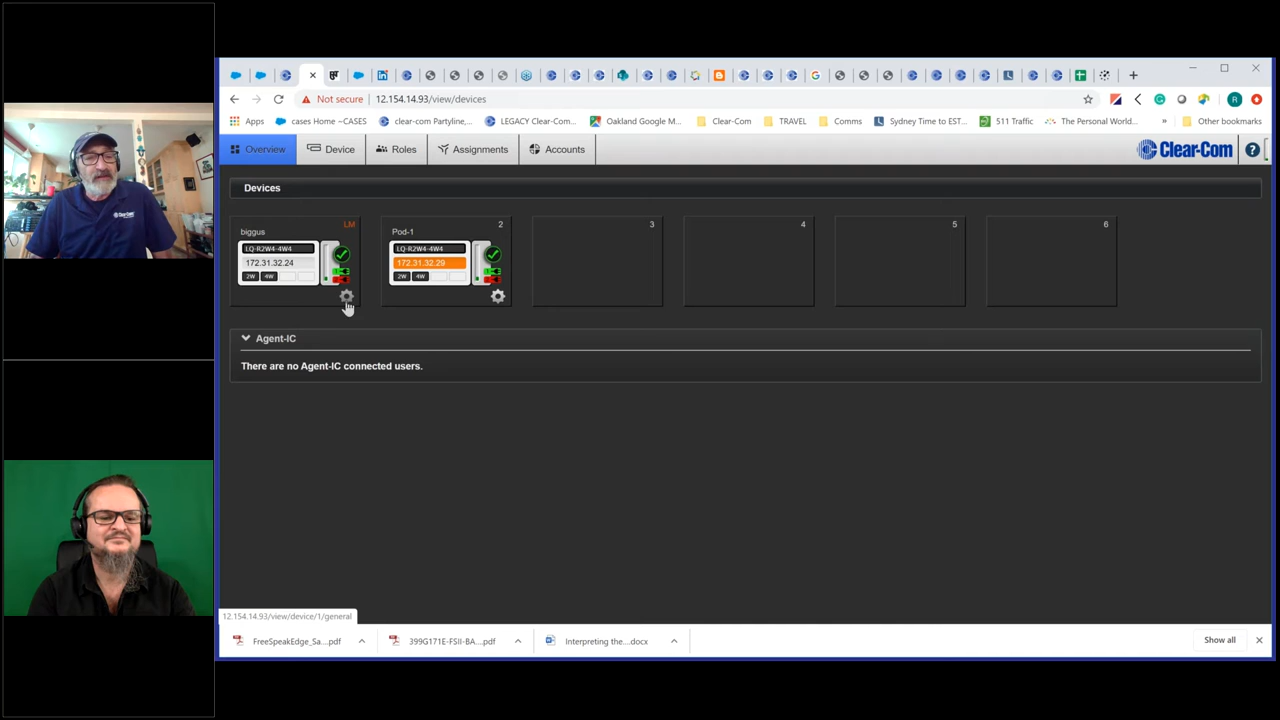 Not secure
12.154.14.93/view/devices
Apps
cases Home ~CASES
clear-com Partyline,...
LEGACY Clear-Com...
Oakland Google M...
Clear-Com
TRAVEL
Comms
Sydney Time to EST...
511 Traffic
The Personal World...
»
Other bookmarks
Overview
Device
Roles
Assignments
Accounts
Clear-Com
?
Devices
biggus
LM
LQ-R2W4-4W4
172.31.32.24
2W
4W
Pod-1
2
LQ-R2W4-4W4
172.31.32.29
2W
4W
3
4
5
6
Agent-IC
There are no Agent-IC connected users.
12.154.14.93/view/device/1/general
FreeSpeakEdge_Sa....pdf
399G171E-FSII-BA....pdf
Interpreting the....docx
Show all
Clear-Com